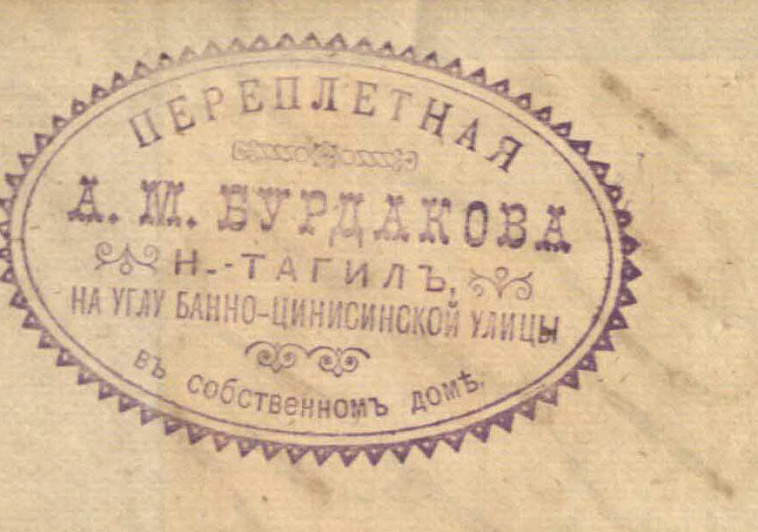 ПЕРЕПЛЕТНАЯ
А. М. БУРДАКОВА
Н.-ТАГИЛЪ,
НА УГЛУ БАННО-ЦИНИСИНСКОЙ УЛИЦЫ
въ собственномъ домѣ.